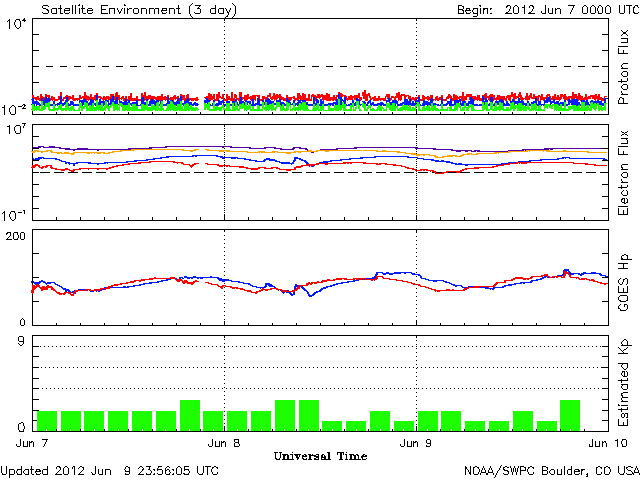 Satellite Environment (3 day)
Begin: 2012 Jun 7 0000 UTC
10⁴
10⁻²
Proton Flux
10⁷
10⁻¹
Electron Flux
200
0
GOES Hp
9
0
Estimated Kp
Jun 7
Jun 8
Jun 9
Jun 10
Universal Time
Updated 2012 Jun 9 23:56:05 UTC
NOAA/SWPC Boulder, CO USA